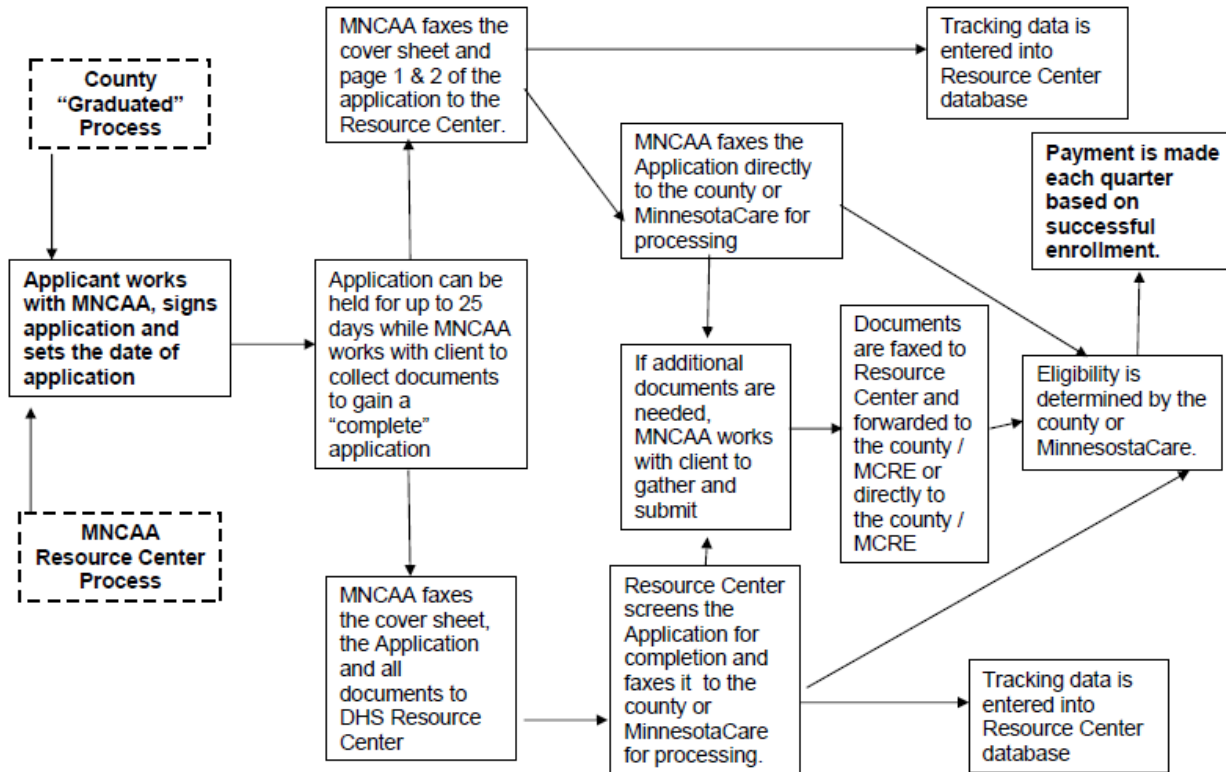 County
“Graduated”
Process
MNCAA faxes the
cover sheet and
page 1 & 2 of the
application to the
Resource Center.
Tracking data is
entered into
Resource Center
database
MNCAA faxes the
Application directly
to the county or
MinnesotaCare for
processing
Payment is made
each quarter
based on
successful
enrollment.
Applicant works
with MNCAA, signs
application and
sets the date of
application
Application can be
held for up to 25
days while MNCAA
works with client to
collect documents
to gain a
“complete”
application
If additional
documents are
needed,
MNCAA works
with client to
gather and
submit
Documents
are faxed to
Resource
Center and
forwarded to
the county /
MCRE or
directly to
the county /
MCRE
Eligibility is
determined by the
county or
MinnesostaCare.
MNCAA
Resource Center
Process
MNCAA faxes
the cover sheet,
the Application
and all
documents to
DHS Resource
Center
Resource Center
screens the
Application for
completion and
faxes it to the
county or
MinnesotaCare
for processing.
Tracking data is
entered into
Resource Center
database